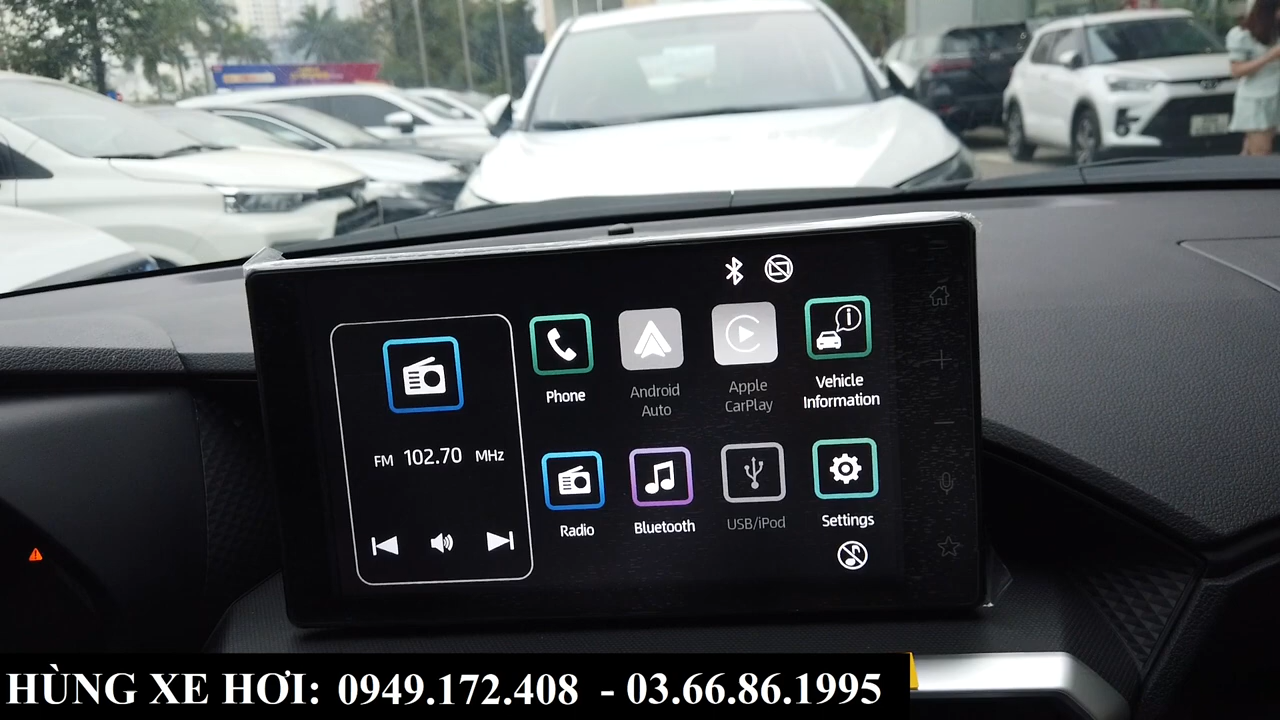 Phone
Android
Auto
Apple
CarPlay
Vehicle
Information
FM 102.70 MHz
Radio
Bluetooth
USB/iPod
Settings
HÙNG XE HƠI: 0949.172.408 - 03.66.86.1995